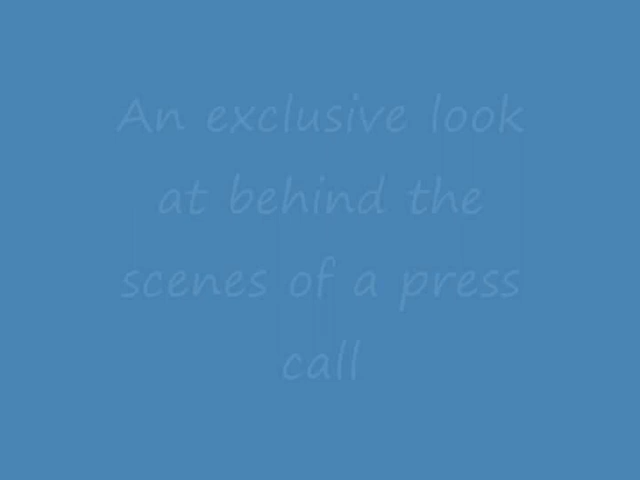 An exclusive look
at behind the
scenes of a press
call